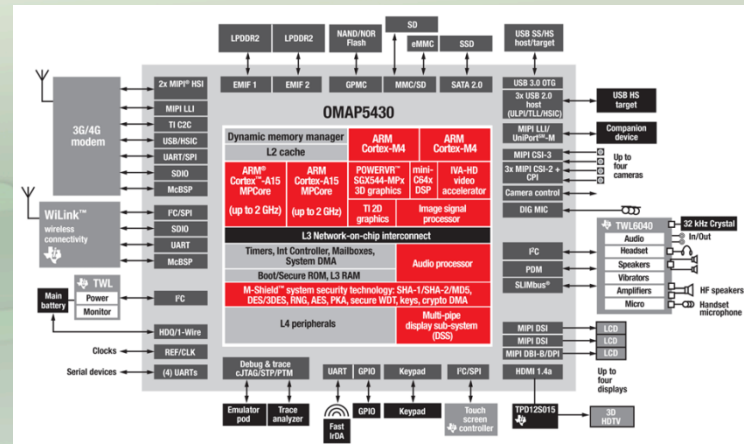 LPDDR2
LPDDR2
NAND/NOR
Flash
SD
eMMC
SSD
USB SS/HS
host/target
EMIF 1
EMIF 2
GPMC
MMC/SD
SATA 2.0
USB 3.0 OTG
OMAP5430
2x MIPI® HSI
MIPI LLI
TI C2C
USB/HSIC
UART/SPI
SDIO
McBSP
3G/4G
modem
I²C/SPI
SDIO
UART
McBSP
WiLink™
wireless
connectivity
TWL
Power
Monitor
Main
battery
I²C
HDQ/1-Wire
Clocks
REF/CLK
Serial devices
(4) UARTs
Dynamic memory manager
L2 cache
ARM
Cortex-M4
ARM
Cortex-M4
ARM®
Cortex™-A15
MPCore
(up to 2 GHz)
ARM
Cortex-A15
MPCore
(up to 2 GHz)
POWERVR™
SGX544-MPx
3D graphics
mini-
C64x
DSP
IVA-HD
video
accelerator
TI 2D
graphics
Image signal
processor
L3 Network-on-chip interconnect
Timers, Int Controller, Mailboxes,
System DMA
Boot/Secure ROM, L3 RAM
Audio processor
M-Shield™ system security technology: SHA-1/SHA-2/MD5,
DES/3DES, RNG, AES, PKA, secure WDT, keys, crypto DMA
L4 peripherals
Multi-pipe
display sub-system
(DSS)
3x USB 2.0
host
(ULPI/TLL/HSIC)
USB HS
target
MIPI LLI/
UniPort℠-M
Companion
device
MIPI CSI-3
3x MIPI CSI-2 +
CPI
Up to
four
cameras
Camera control
DIG MIC
I²C
PDM
SLIMbus®
TWL6040
32 kHz Crystal
Audio
In/Out
Headset
Speakers
Vibrators
Amplifiers
HF speakers
Micro
Handset
microphone
MIPI DSI
LCD
MIPI DSI
LCD
MIPI DBI-B/DPI
LCD
HDMI 1.4a
Up to
four
displays
TPD12S015
3D
HDTV
Debug & trace
cJTAG/STP/PTM
UART
GPIO
Keypad
I²C/SPI
Emulator
pod
Trace
analyzer
Fast
IrDA
GPIO
Keypad
Touch
screen
controller